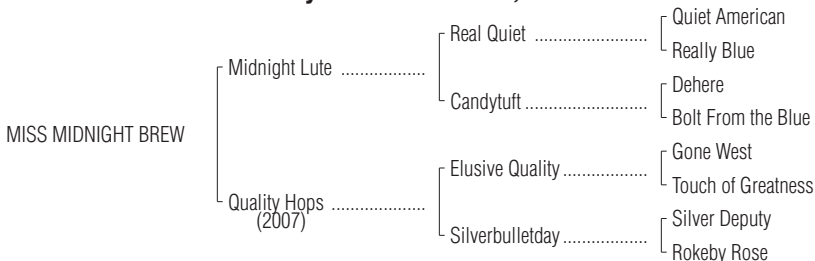 Quiet American
Real Quiet ........................
Really Blue
Midnight Lute ..................
Dehere
Candytuft ..........................
Bolt From the Blue
MISS MIDNIGHT BREW
Gone West
Elusive Quality ..................
Touch of Greatness
Quality Hops ....................
(2007)
Silver Deputy
Silverbulletday ..................
Rokeby Rose